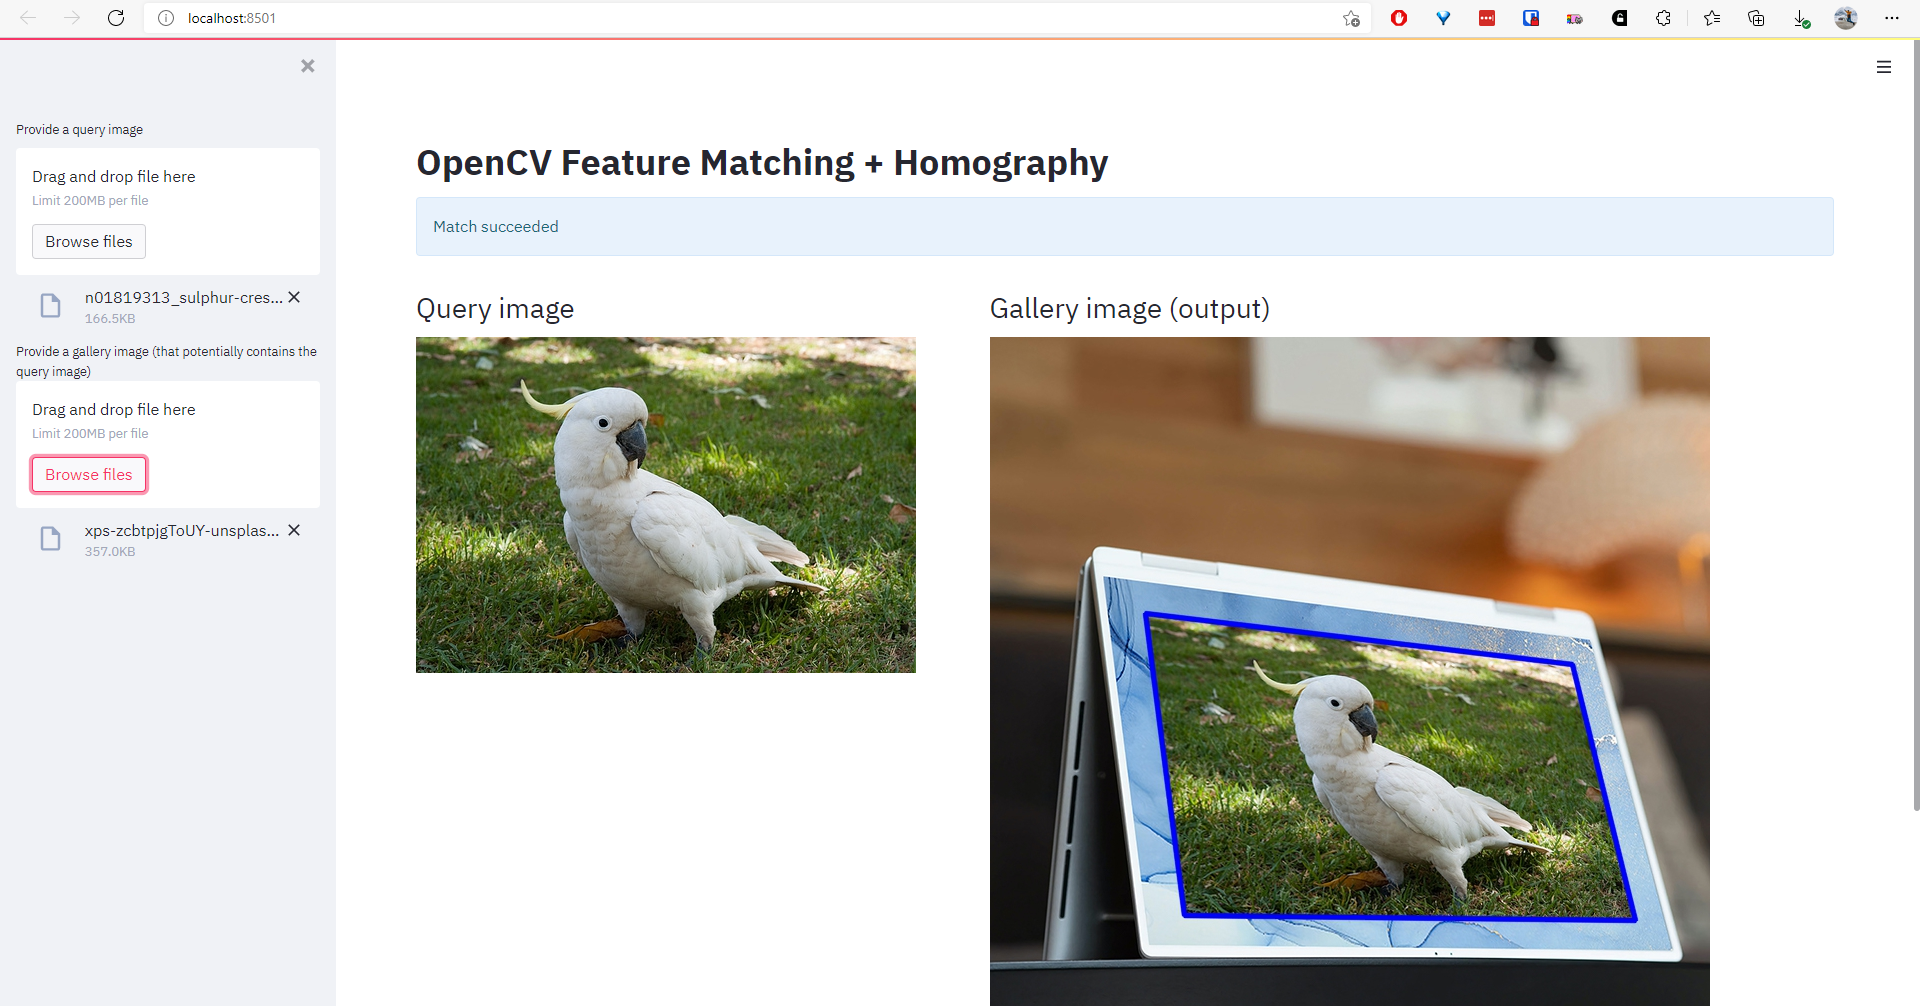 localhost:8501
Provide a query image
Drag and drop file here
Limit 200MB per file
Browse files
n01819313_sulphur-cres...
166.5KB
Provide a gallery image (that potentially contains the
query image)
Drag and drop file here
Limit 200MB per file
Browse files
xps-zcbtpjgToUY-unsplas...
357.0KB
OpenCV Feature Matching + Homography
Match succeeded
Query image
Gallery image (output)